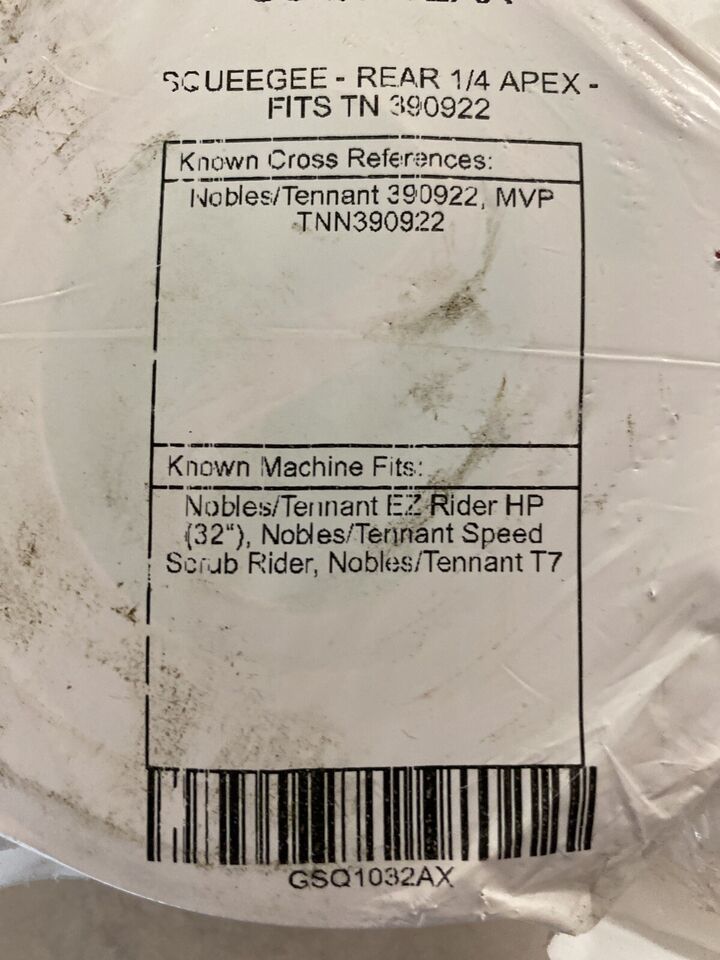 SQUEEGEE - REAR 1/4 APEX -
FITS TN 390922
Known Cross References:
Nobles/Tennant 390922, MVP
TNN390922
Known Machine Fits:
Nobles/Tennant EZ Rider HP
(32"), Nobles/Tennant Speed
Scrub Rider, Nobles/Tennant T7
GSQ1032AX